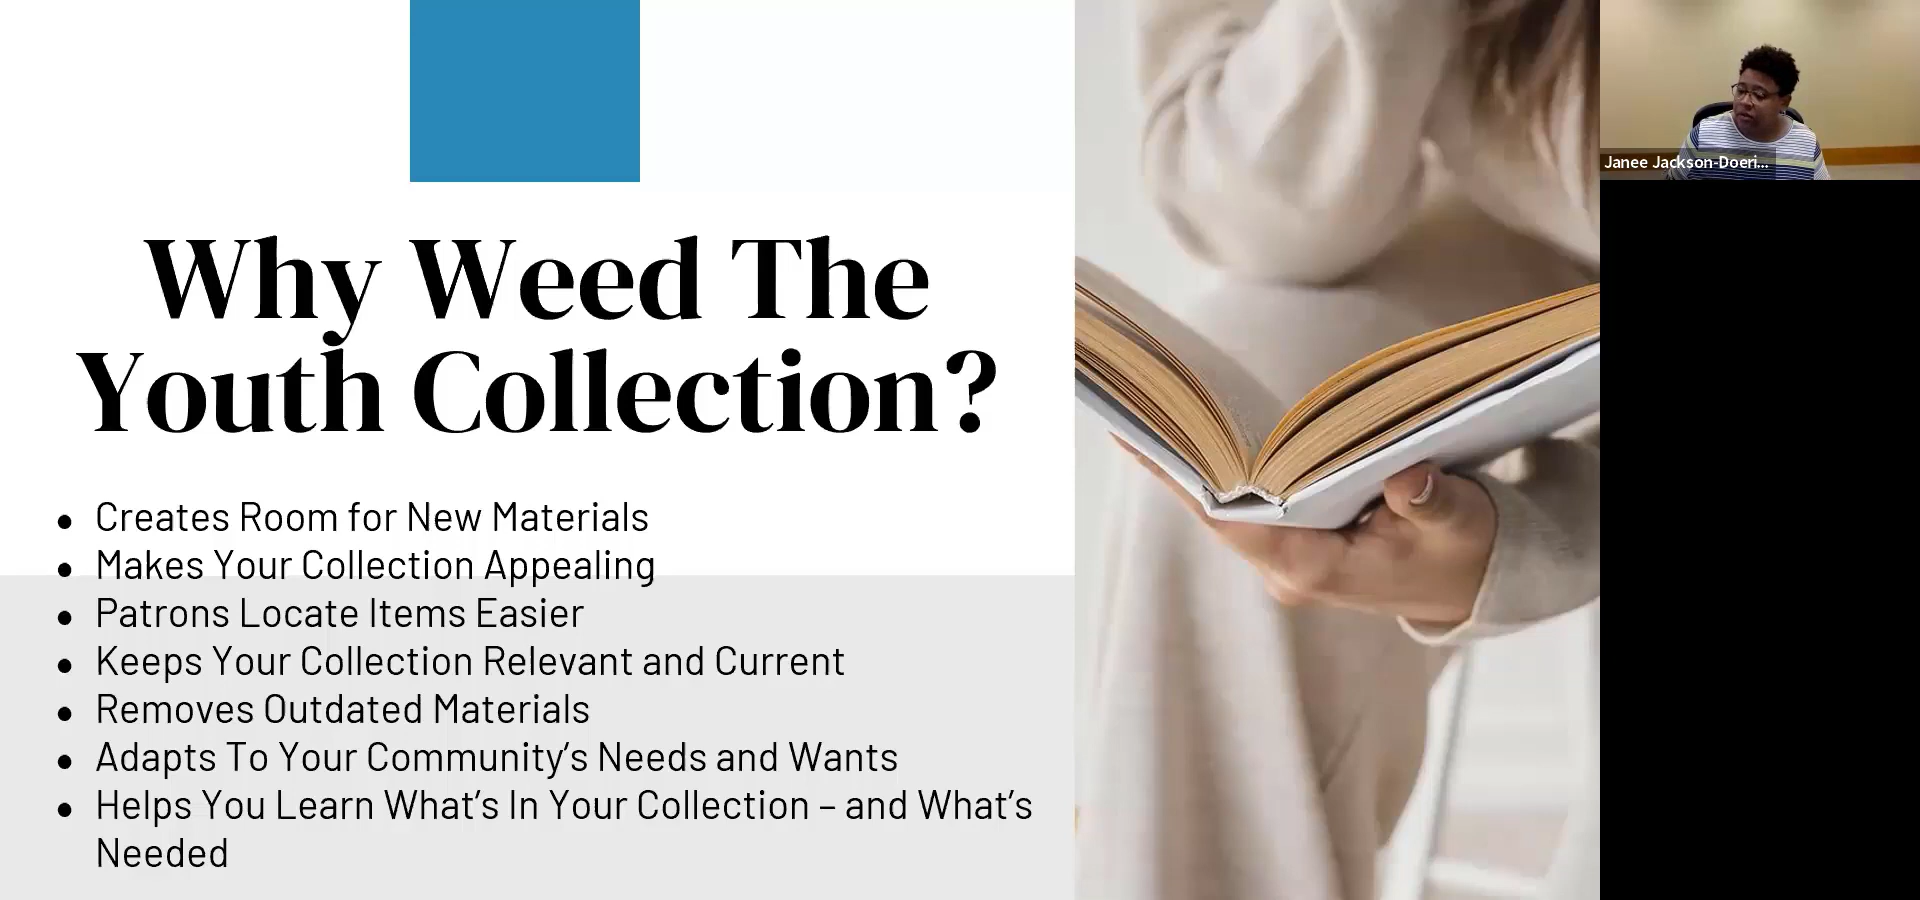 Why Weed The
Youth Collection?
• Creates Room for New Materials
• Makes Your Collection Appealing
• Patrons Locate Items Easier
• Keeps Your Collection Relevant and Current
• Removes Outdated Materials
• Adapts To Your Community’s Needs and Wants
• Helps You Learn What’s In Your Collection – and What’s
Needed
Janee Jackson-Doeri...